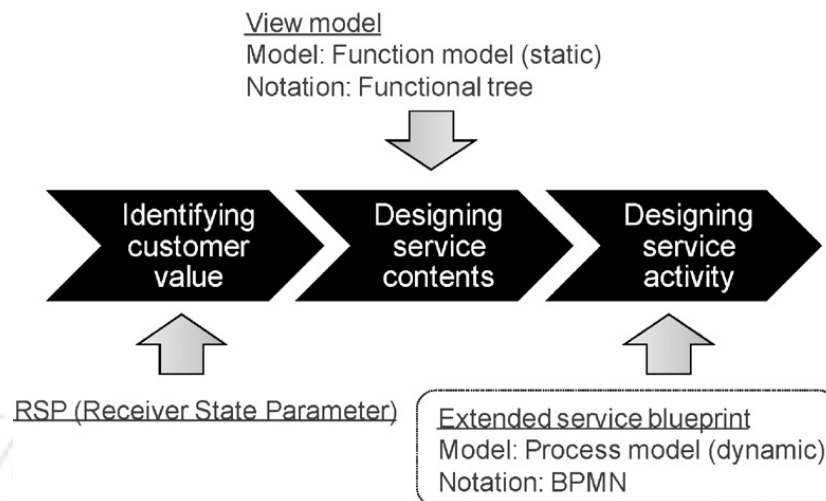 View model
Model: Function model (static)
Notation: Functional tree
Identifying
customer
value
Designing
service
contents
Designing
service
activity
RSP (Receiver State Parameter)
Extended service blueprint
Model: Process model (dynamic)
Notation: BPMN